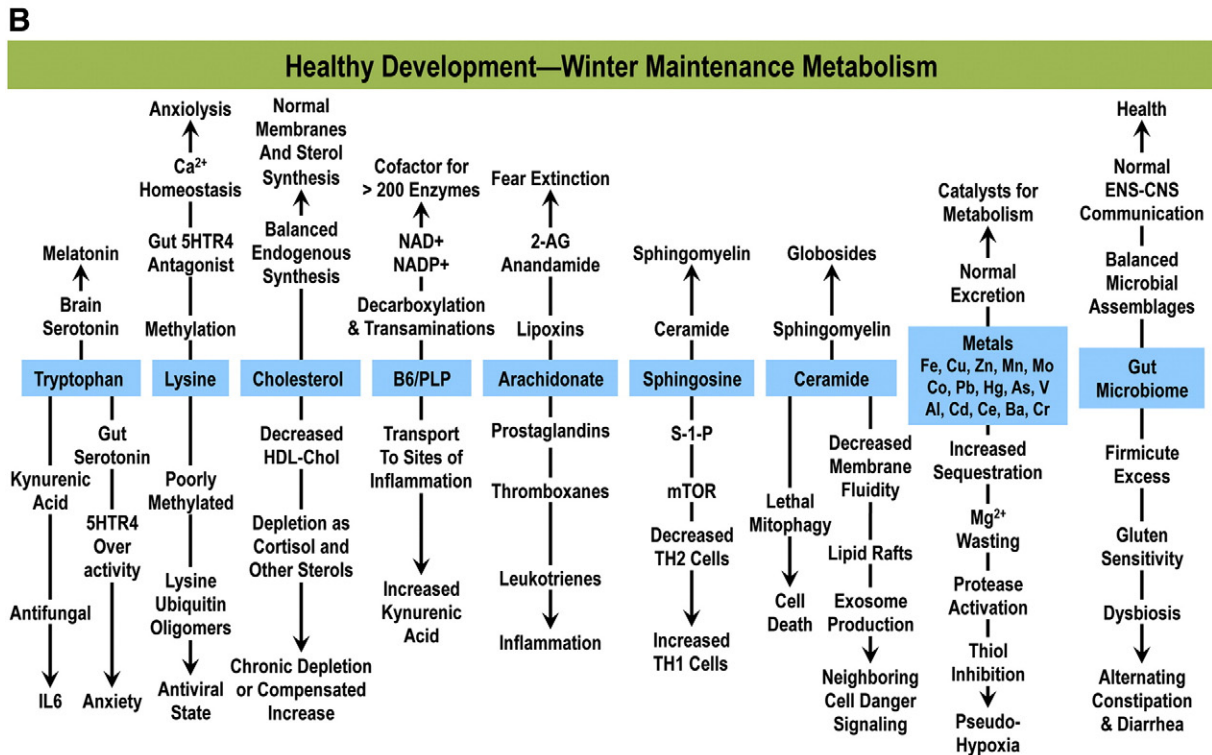 B
Healthy Development—Winter Maintenance Metabolism
Anxiolysis
Ca²⁺
Homeostasis
Gut 5HTR4
Antagonist
Methylation
Melatonin
Brain
Serotonin
Normal
Membranes
And Sterol
Synthesis
Balanced
Endogenous
Synthesis
Cofactor for
> 200 Enzymes
NAD+
NADP+
Decarboxylation
& Transaminations
Fear Extinction
2-AG
Anandamide
Lipoxins
Sphingomyelin
Ceramide
Globosides
Sphingomyelin
Catalysts for
Metabolism
Normal
Excretion
Health
Normal
ENS-CNS
Communication
Balanced
Microbial
Assemblages
Tryptophan
Lysine
Cholesterol
B6/PLP
Arachidonate
Sphingosine
Ceramide
Metals
Fe, Cu, Zn, Mn, Mo
Co, Pb, Hg, As, V
Al, Cd, Ce, Ba, Cr
Gut
Microbiome
Kynurenic
Acid
Antifungal
IL6
Gut
Serotonin
5HTR4
Over
activity
Anxiety
Poorly
Methylated
Lysine
Ubiquitin
Oligomers
Antiviral
State
Decreased
HDL-Chol
Depletion as
Cortisol and
Other Sterols
Chronic Depletion
or Compensated
Increase
Transport
To Sites of
Inflammation
Increased
Kynurenic
Acid
Prostaglandins
Thromboxanes
Leukotrienes
Inflammation
S-1-P
mTOR
Decreased
TH2 Cells
Increased
TH1 Cells
Lethal
Mitophagy
Cell
Death
Decreased
Membrane
Fluidity
Lipid Rafts
Exosome
Production
Neighboring
Cell Danger
Signaling
Increased
Sequestration
Mg²⁺
Wasting
Protease
Activation
Thiol
Inhibition
Pseudo-
Hypoxia
Firmicute
Excess
Gluten
Sensitivity
Dysbiosis
Alternating
Constipation
& Diarrhea